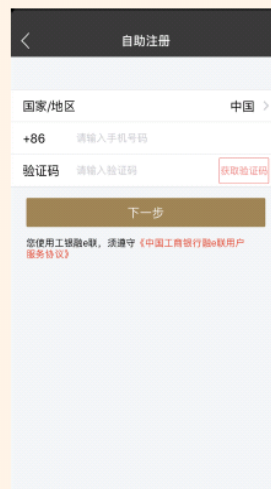 自助注册
国家/地区 中国
+86 请输入手机号码
验证码 请输入验证码 获取验证码
下一步
您使用工银融e联，须遵守《中国工商银行融e联用户
服务协议》